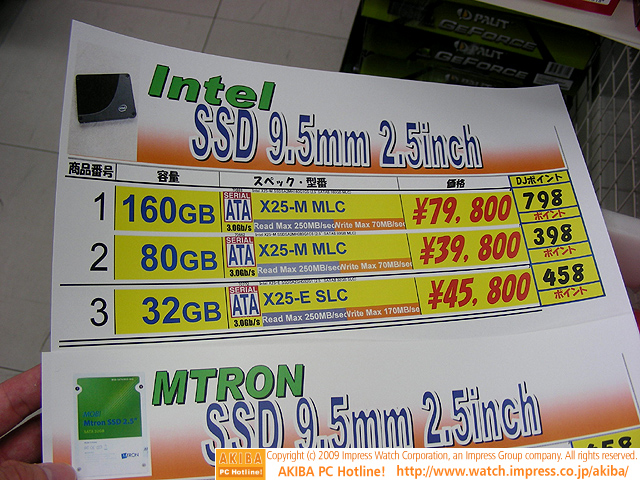 PALIT
GEFORCE
PALIT
GEFORCE
Intel
SSD 9.5mm 2.5inch
商品番号 容量 スペック・型番 価格 DJポイント
1 160GB SERIAL ATA 3.0Gb/s X25-M MLC Read Max 250MB/sec Write Max 70MB/sec ¥79,800 798 ポイント
2 80GB SERIAL ATA 3.0Gb/s X25-M MLC Read Max 250MB/sec Write Max 70MB/sec ¥39,800 398 ポイント
3 32GB SERIAL ATA 3.0Gb/s X25-E SLC Read Max 250MB/sec Write Max 170MB/sec ¥45,800 458 ポイント
MTRON
SSD 9.5mm 2.5inch
Mtron SSD 2.5"
MTRON
AKIBA PC Hotline!
Copyright (c) 2009 Impress Watch Corporation, an Impress Group company. All rights reserved.
AKIBA PC Hotline! http://www.watch.impress.co.jp/akiba/